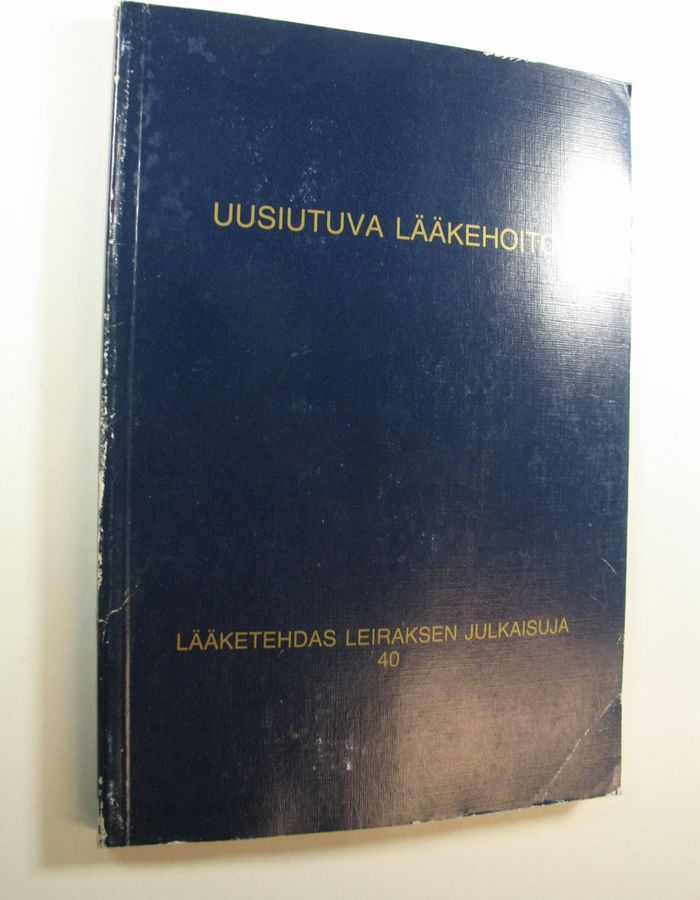 UUSIUTUVA LÄÄKEHOITO
LÄÄKETEHDAS LEIRAKSEN JULKAISUJA
40